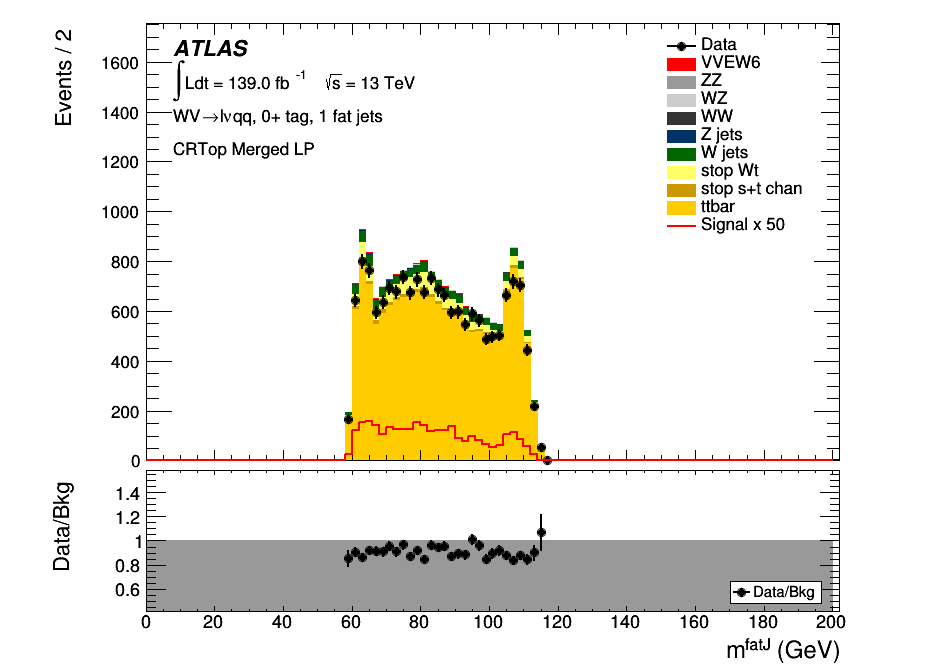 Events / 2
1600
1400
1200
1000
800
600
400
200
0
ATLAS
∫Ldt = 139.0 fb⁻¹ √s = 13 TeV
WV→lνqq, 0+ tag, 1 fat jets
CRTop Merged LP
Data
VVEW6
ZZ
WZ
WW
Z jets
W jets
stop Wt
stop s+t chan
ttbar
Signal x 50
Data/Bkg
1.4
1.2
1
0.8
0.6
Data/Bkg
0 20 40 60 80 100 120 140 160 180 200
m^fatJ (GeV)